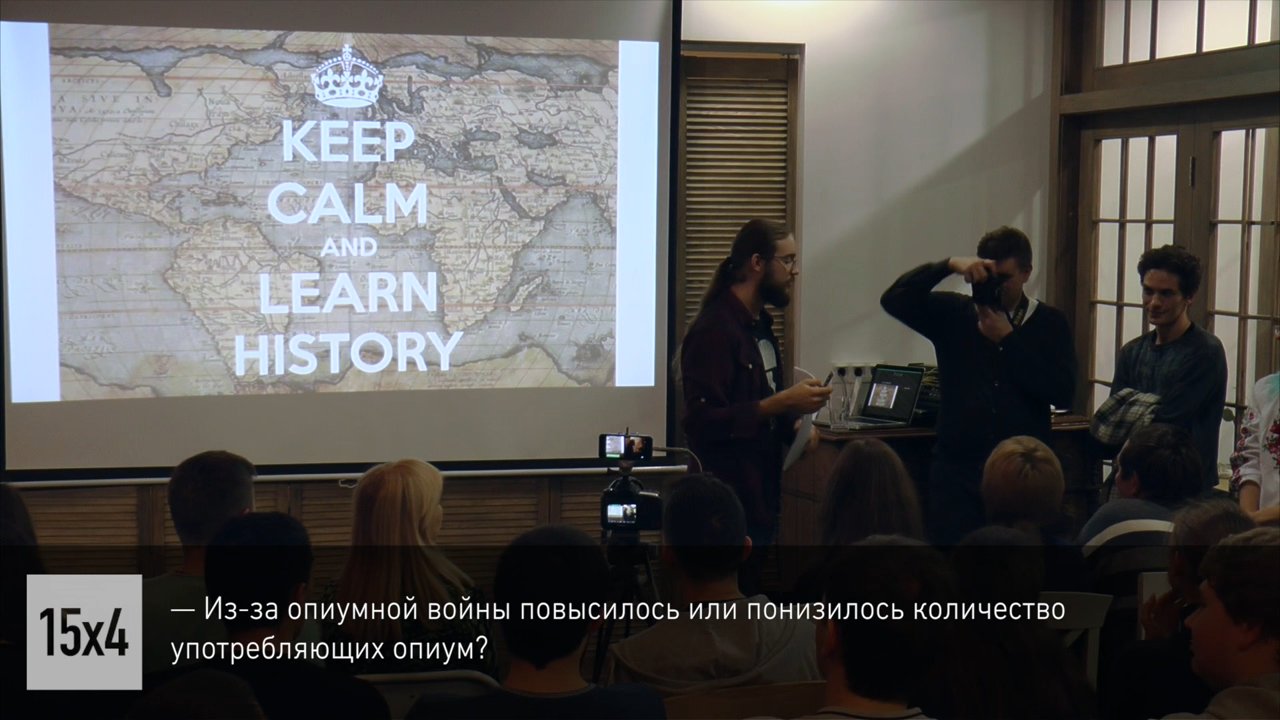 KEEP
CALM
AND
LEARN
HISTORY
15x4
— Из-за опиумной войны повысилось или понизилось количество
употребляющих опиум?